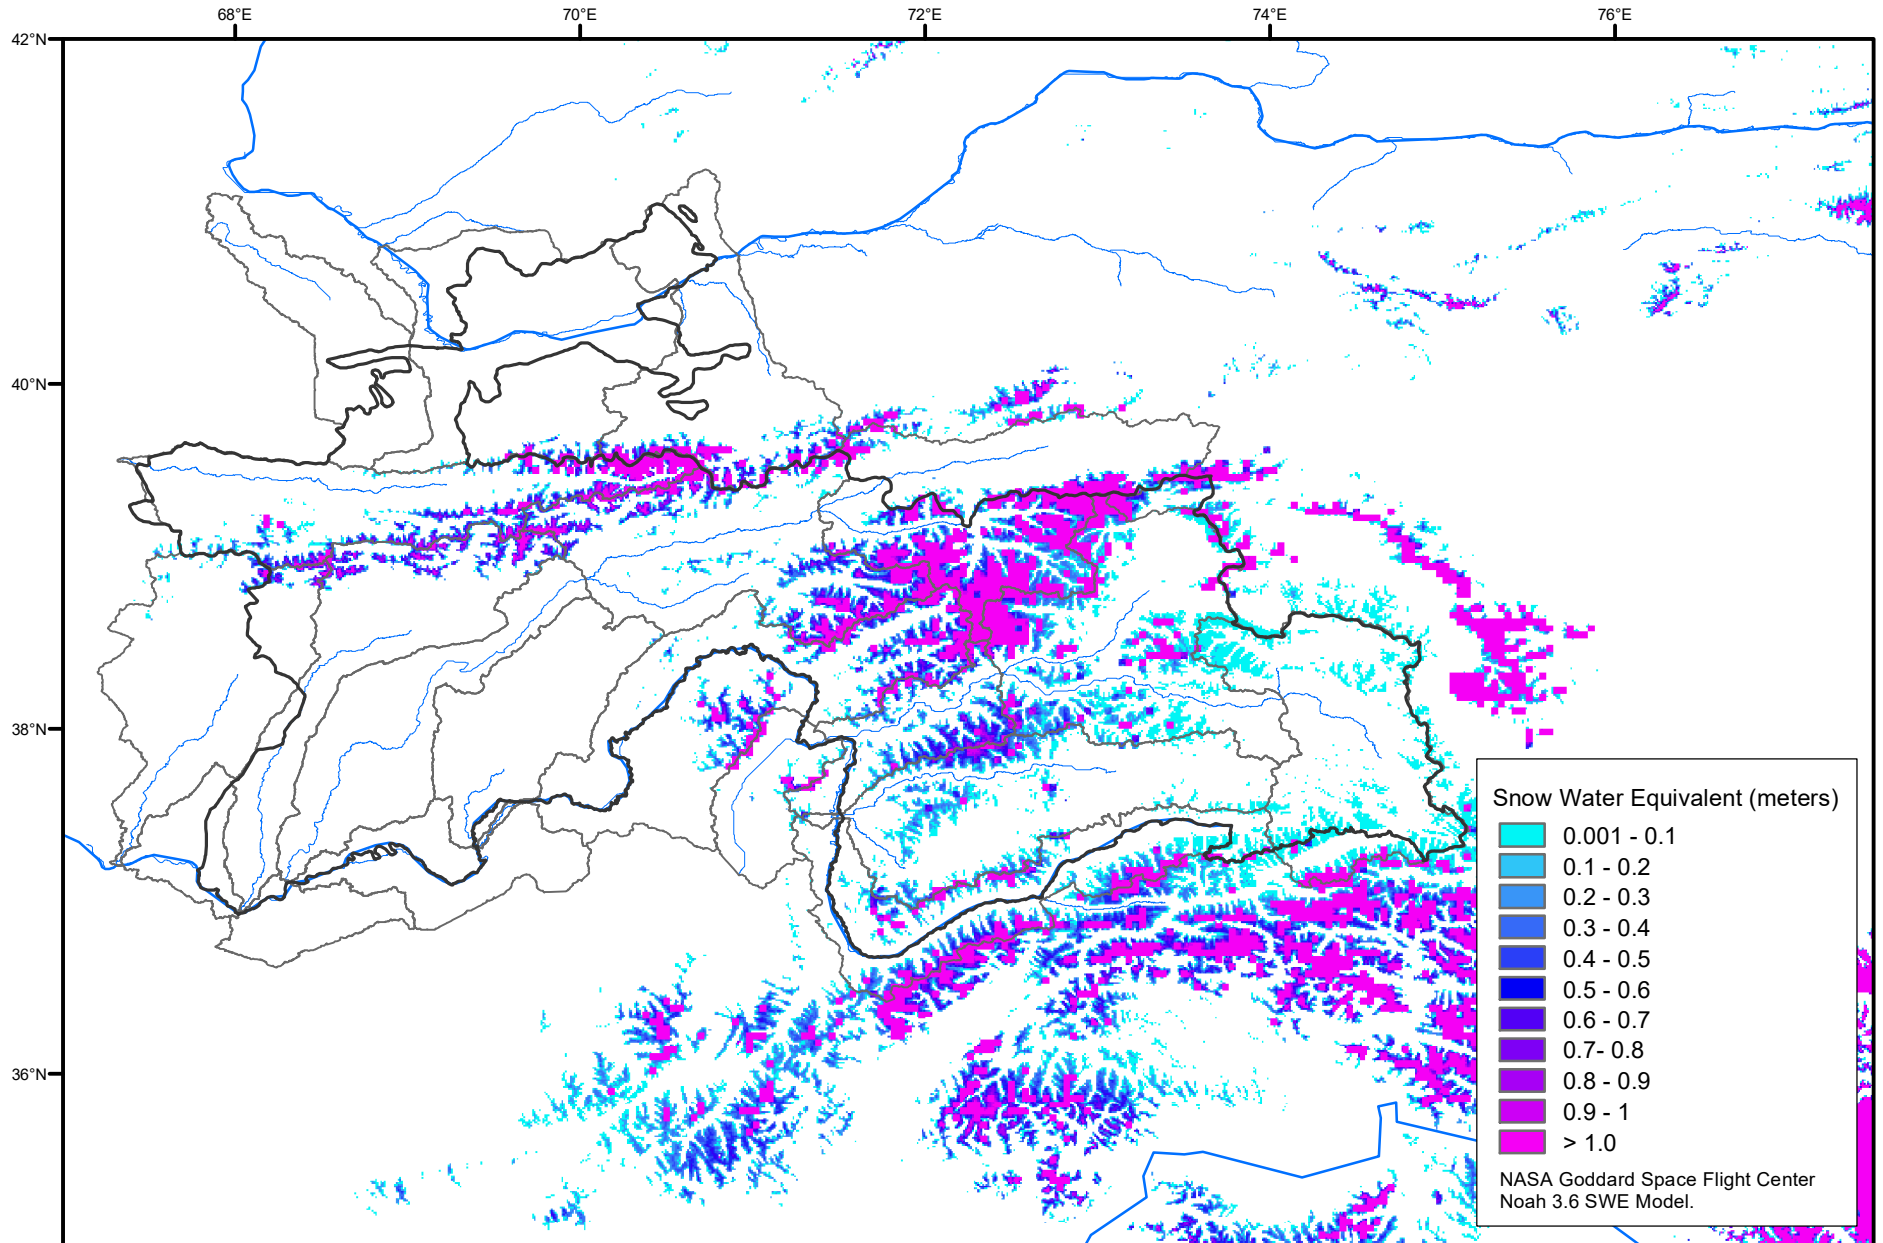 68°E
70°E
72°E
74°E
76°E
42°N
40°N
38°N
36°N
Snow Water Equivalent (meters)
0.001 - 0.1
0.1 - 0.2
0.2 - 0.3
0.3 - 0.4
0.4 - 0.5
0.5 - 0.6
0.6 - 0.7
0.7- 0.8
0.8 - 0.9
0.9 - 1
> 1.0
NASA Goddard Space Flight Center
Noah 3.6 SWE Model.